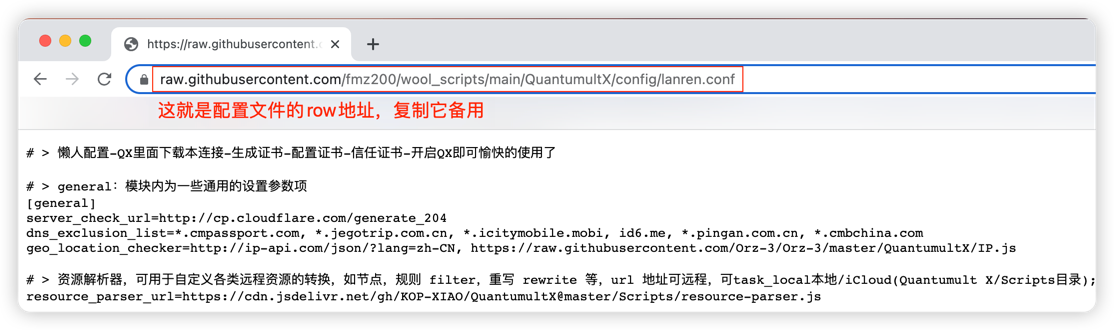 https://raw.githubusercontent.c
raw.githubusercontent.com/fmz200/wool_scripts/main/QuantumultX/config/lanren.conf
这就是配置文件的row地址，复制它备用
# > 懒人配置-QX里面下载本连接-生成证书-配置证书-信任证书-开启QX即可愉快的使用了
# > general：模块内为一些通用的设置参数项
[general]
server_check_url=http://cp.cloudflare.com/generate_204
dns_exclusion_list=*.cmpassport.com, *.jegotrip.com.cn, *.icitymobile.mobi, id6.me, *.pingan.com.cn, *.cmbchina.com
geo_location_checker=http://ip-api.com/json/?lang=zh-CN, https://raw.githubusercontent.com/Orz-3/Orz-3/master/QuantumultX/IP.js
# > 资源解析器，可用于自定义各类远程资源的转换，如节点，规则 filter，重写 rewrite 等，url 地址可远程，可task_local本地/iCloud(Quantumult X/Scripts目录);
resource_parser_url=https://cdn.jsdelivr.net/gh/KOP-XIAO/QuantumultX@master/Scripts/resource-parser.js